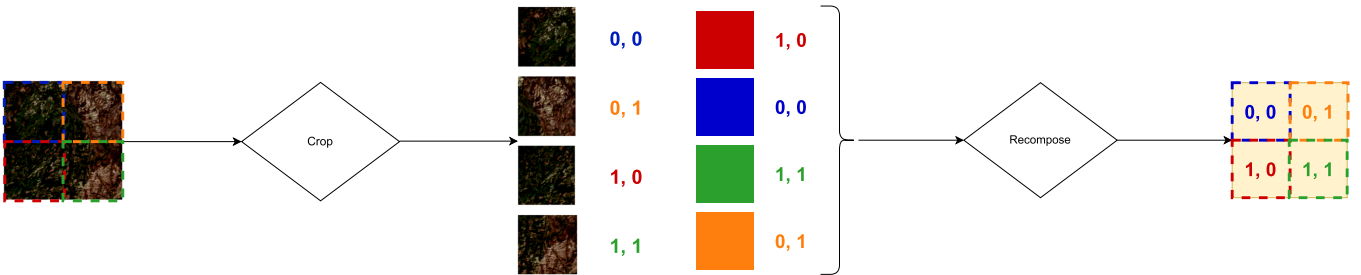 Crop
0, 0
0, 1
1, 0
1, 1
1, 0
0, 0
1, 1
0, 1
Recompose
0, 0 0, 1
1, 0 1, 1